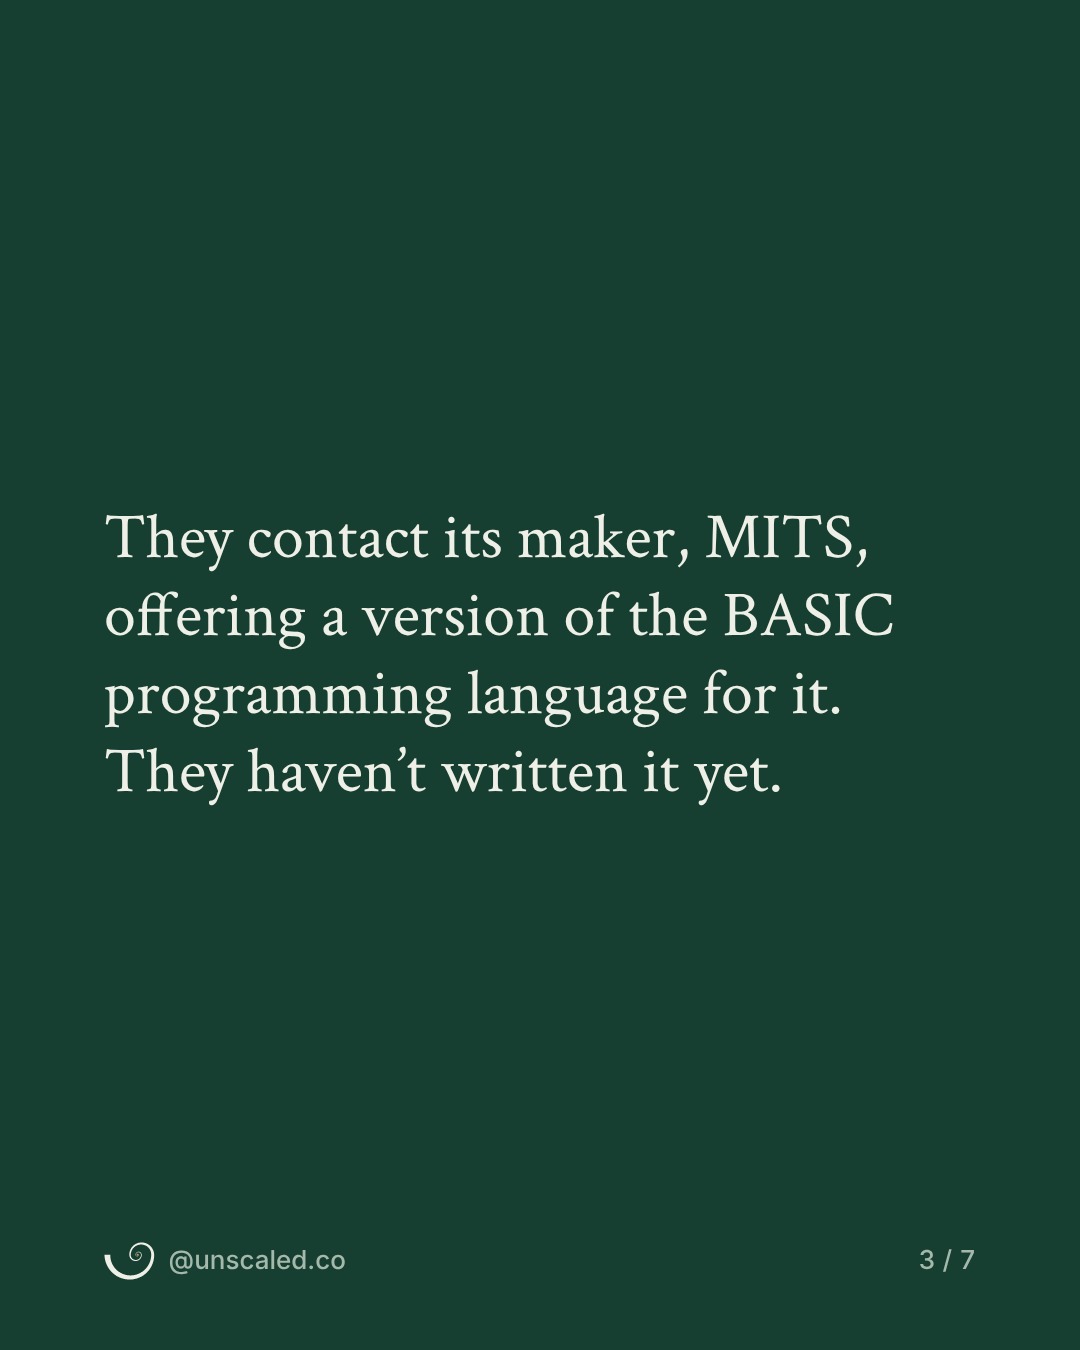 They contact its maker, MITS,
offering a version of the BASIC
programming language for it.
They haven’t written it yet.
@unscaled.co
3 / 7